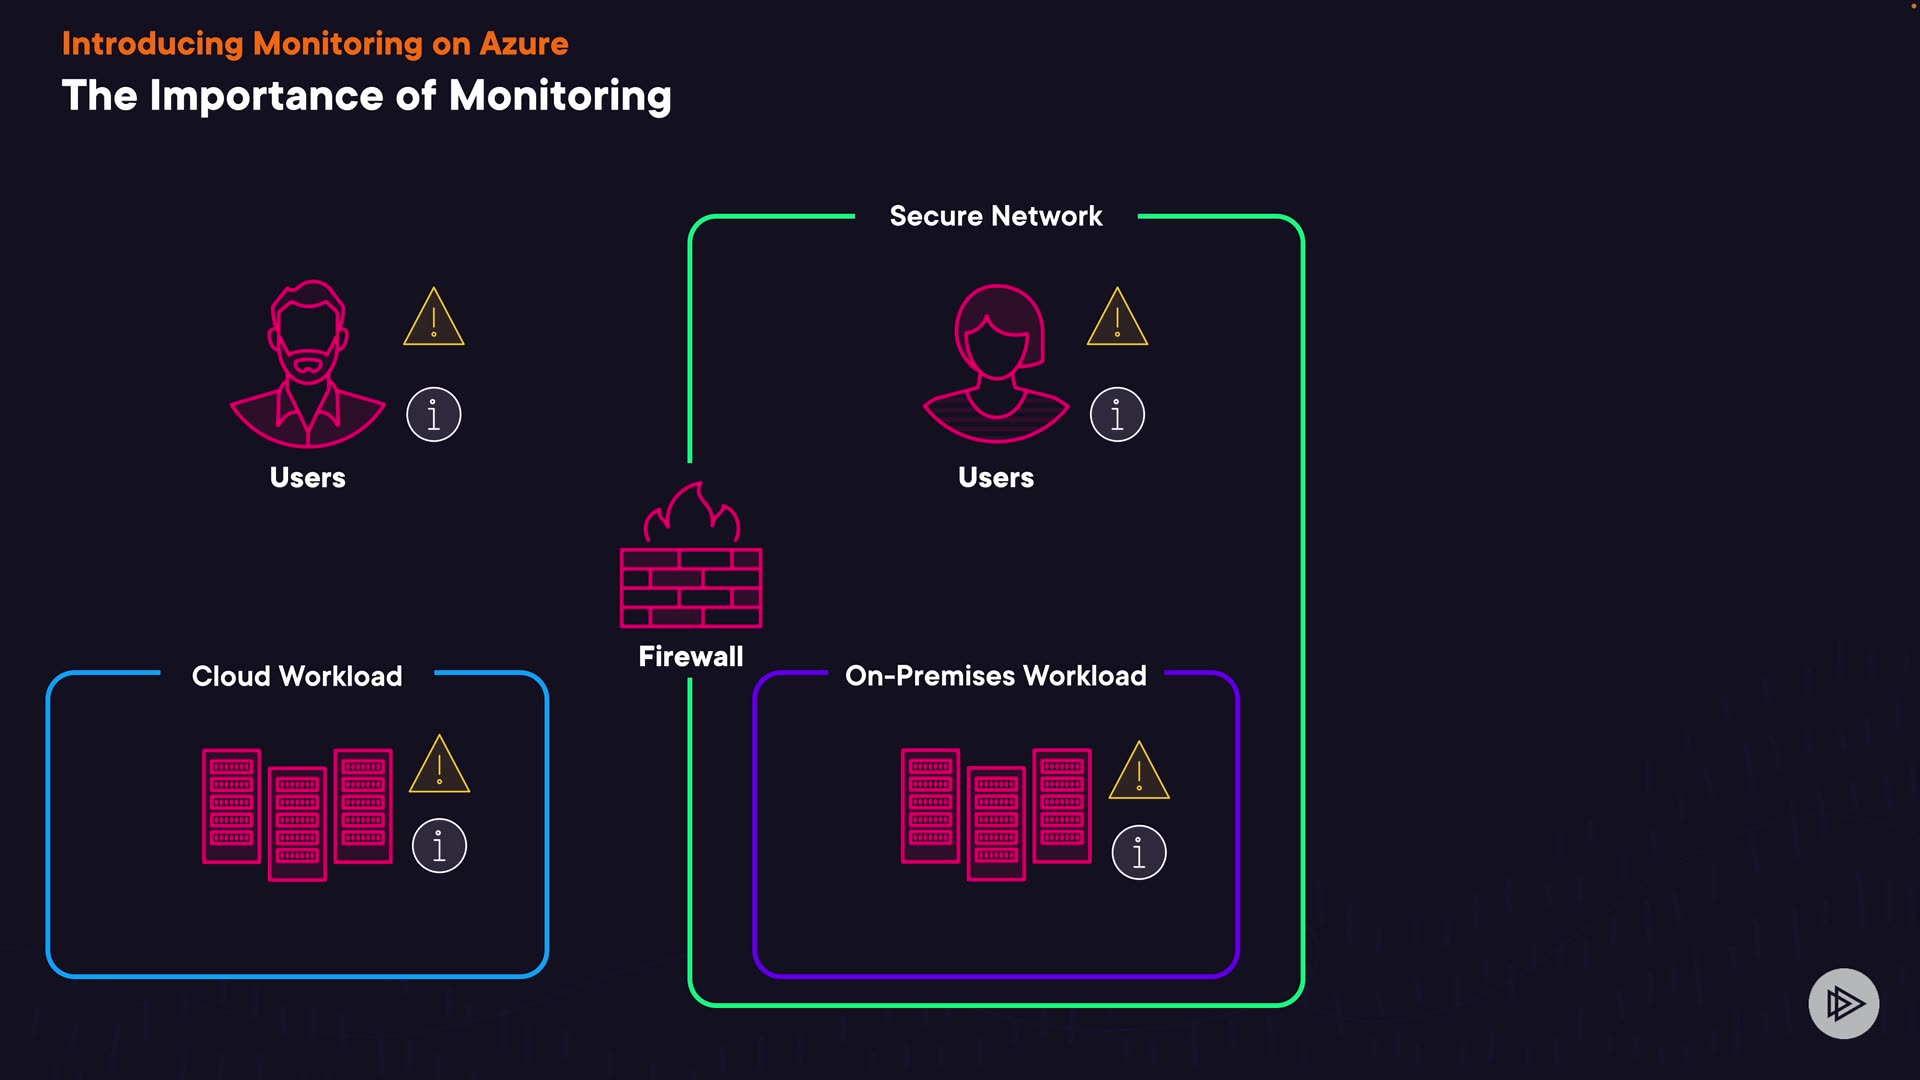 Introducing Monitoring on Azure
The Importance of Monitoring
Secure Network
Users
Users
Firewall
Cloud Workload
On-Premises Workload